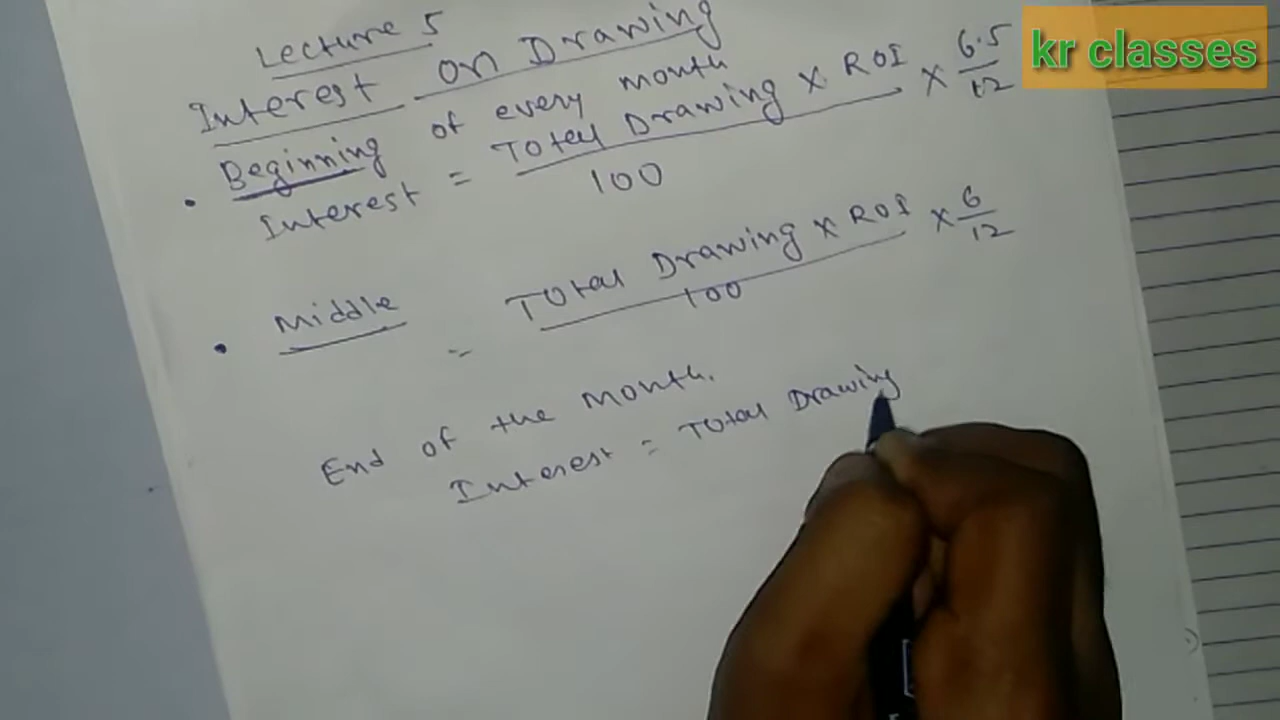 kr classes
Lecture 5
Interest on Drawing
Beginning of every month
Interest = Total Drawing × ROI / 100 × 6.5 / 12
Middle = Total Drawing × ROI / 100 × 6 / 12
End of the Month.
Interest = Total Drawing